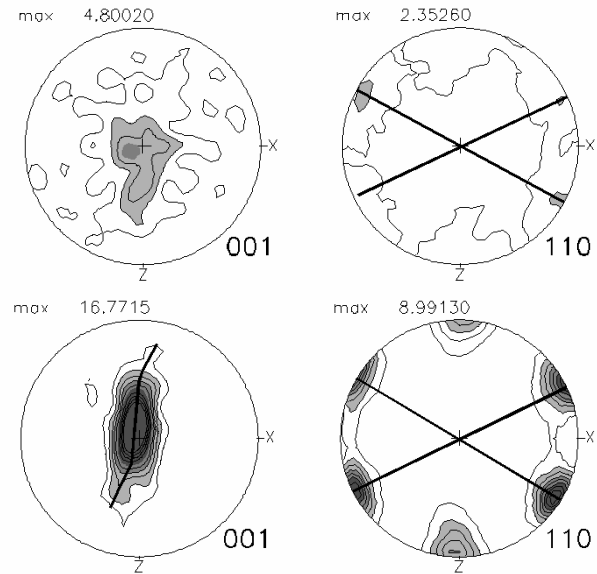 max 4.80020
X
Z
001
max 2.35260
X
Z
110
max 16.7715
X
Z
001
max 8.99130
X
Z
110